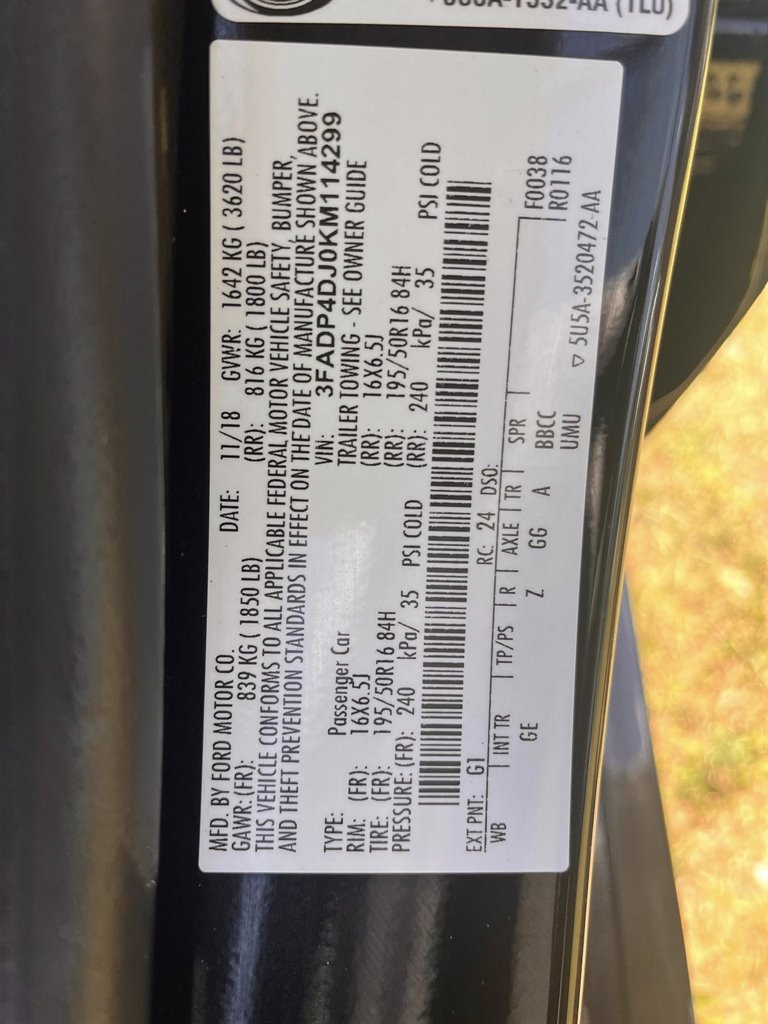 MFD. BY FORD MOTOR CO. DATE: 11/18 GVWR: 1642 KG ( 3620 LB)
GAWR: (FR): 839 KG ( 1850 LB) (RR): 816 KG ( 1800 LB)
THIS VEHICLE CONFORMS TO ALL APPLICABLE FEDERAL MOTOR VEHICLE SAFETY, BUMPER,
AND THEFT PREVENTION STANDARDS IN EFFECT ON THE DATE OF MANUFACTURE SHOWN ABOVE.
VIN: 3FADP4DJ0KM114299
TYPE: Passenger Car TRAILER TOWING - SEE OWNER GUIDE
RIM: (FR): 16X6.5J (RR): 16X6.5J
TIRE: (FR): 195/50R16 84H (RR): 195/50R16 84H
PRESSURE: (FR): 240 kPa/ 35 PSI COLD (RR): 240 kPa/ 35 PSI COLD
EXT PNT: G1 RC: 24 DSO: F0038
WB INT TR TP/PS R AXLE TR SPR R0116
GE Z GG A BBCC
UMU
▽ 5U5A-3520472-AA
(TLU)